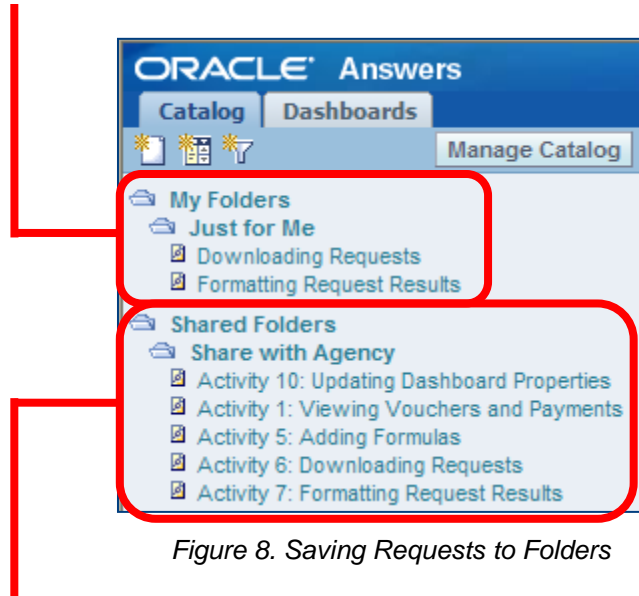 ORACLE Answers
Catalog Dashboards
Manage Catalog
My Folders
Just for Me
Downloading Requests
Formatting Request Results
Shared Folders
Share with Agency
Activity 10: Updating Dashboard Properties
Activity 1: Viewing Vouchers and Payments
Activity 5: Adding Formulas
Activity 6: Downloading Requests
Activity 7: Formatting Request Results
Figure 8. Saving Requests to Folders